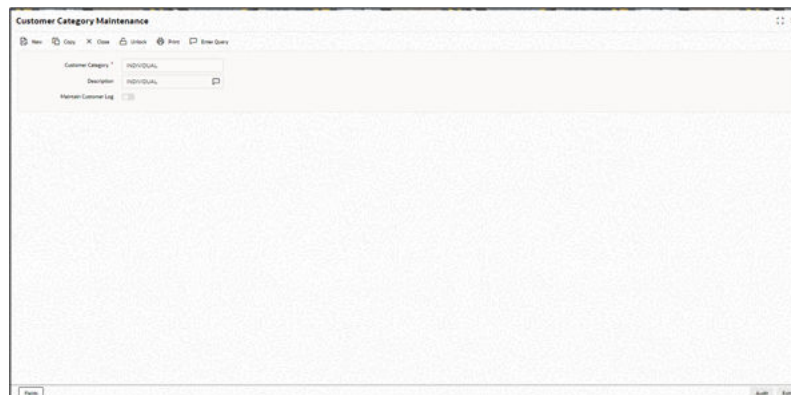 Customer Category Maintenance
New Copy Close Unlock Print Enter Query
Customer Category * INDIVIDUAL
Description INDIVIDUAL
Maintain Customer Log
Audit